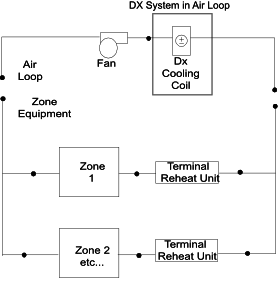 DX System in Air Loop
Fan
Dx
Cooling
Coil
Air
Loop
Zone
Equipment
Zone
1
Terminal
Reheat Unit
Zone 2
etc...
Terminal
Reheat Unit